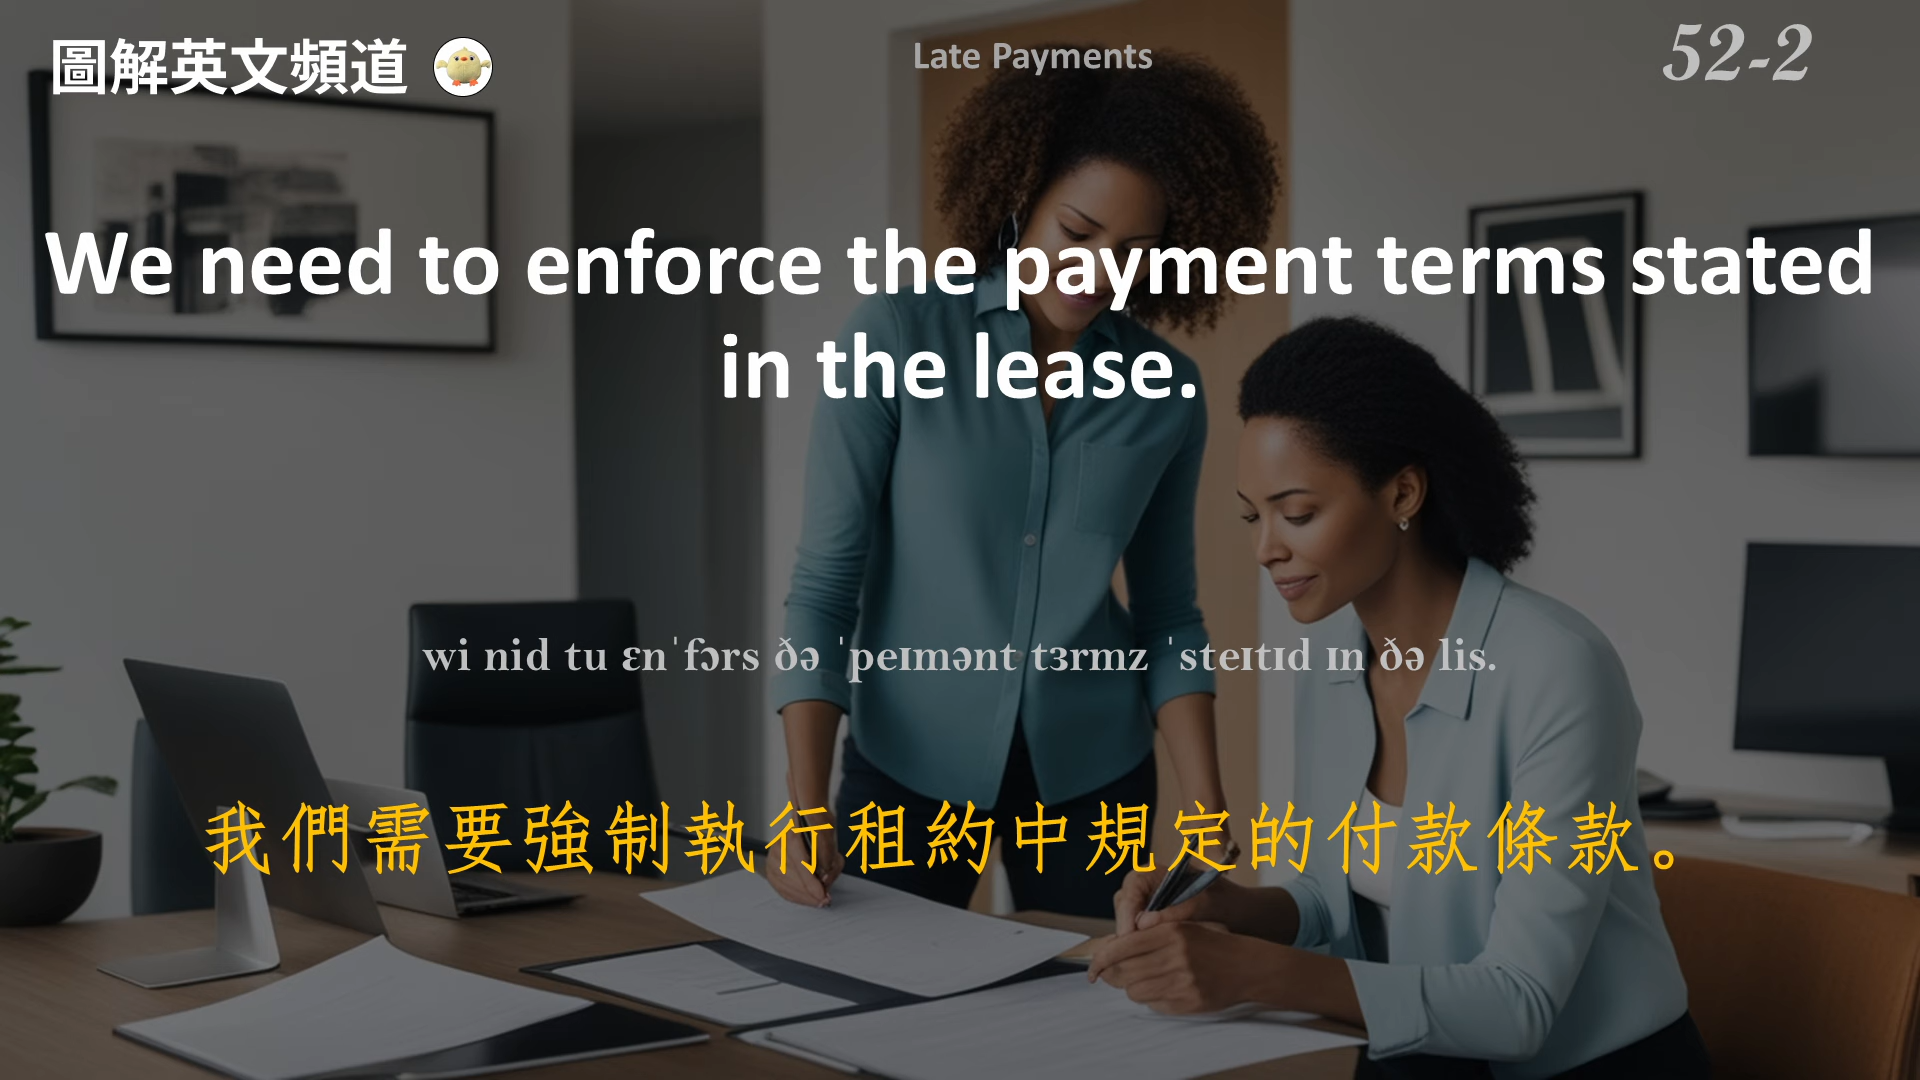 圖解英文頻道
Late Payments
52-2
We need to enforce the payment terms stated
in the lease.
wi nid tu ɛnˈfɔrs ðə ˈpeɪmənt tɜrmz ˈsteɪtɪd ɪn ðə lis.
我們需要強制執行租約中規定的付款條款。